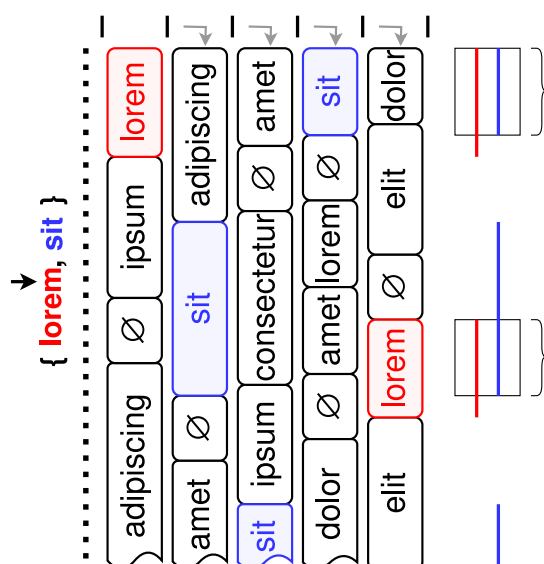 { lorem, sit }
adipiscing ∅ ipsum lorem
amet ∅ sit adipiscing
sit ipsum consectetur ∅ amet
dolor ∅ amet lorem ∅ sit
elit lorem ∅ elit dolor